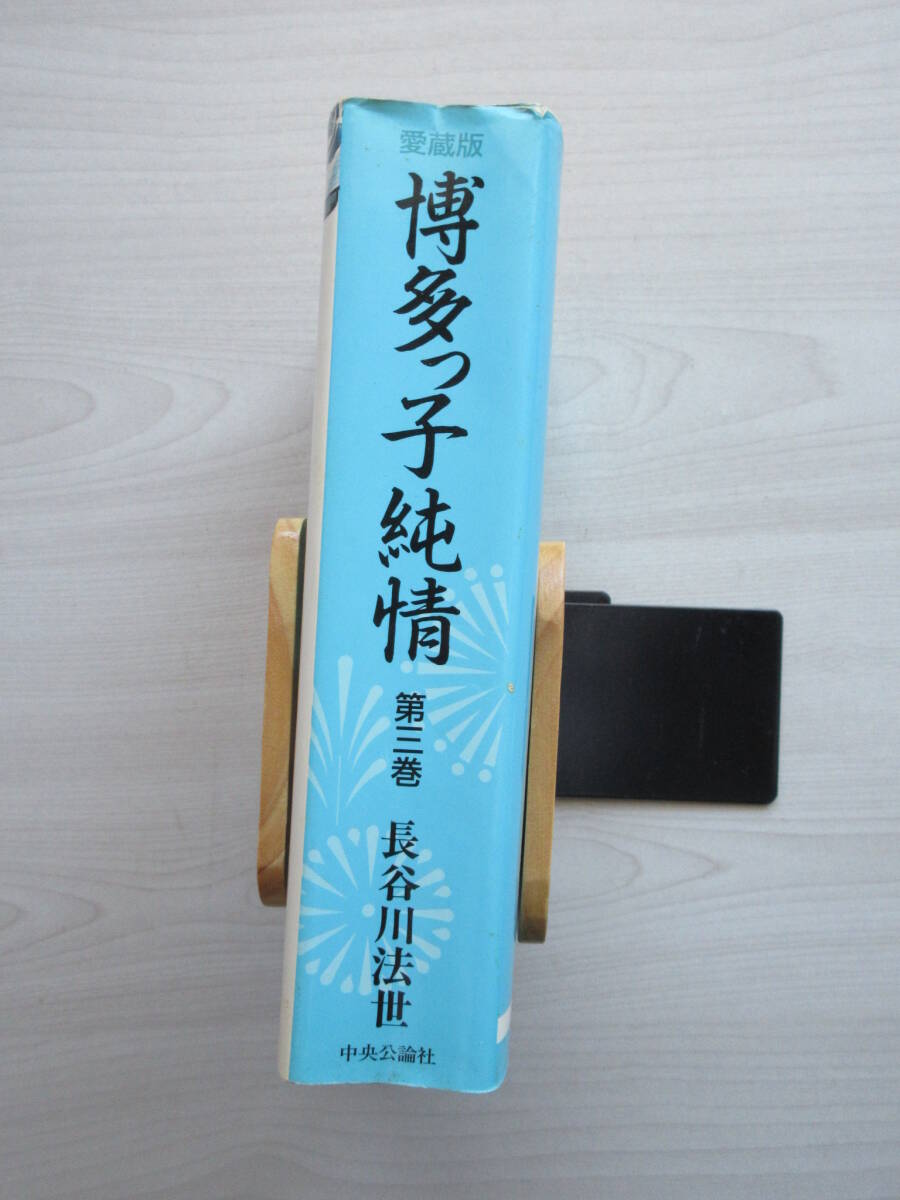 愛蔵版
博多っ子純情
第三巻
長谷川法世
中央公論社